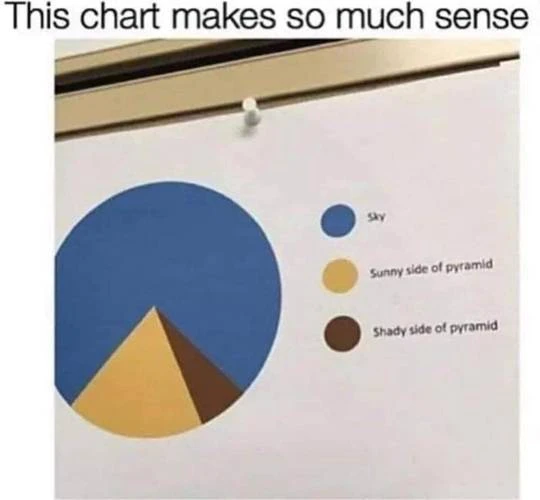 This chart makes so much sense
Sky
Sunny side of pyramid
Shady side of pyramid